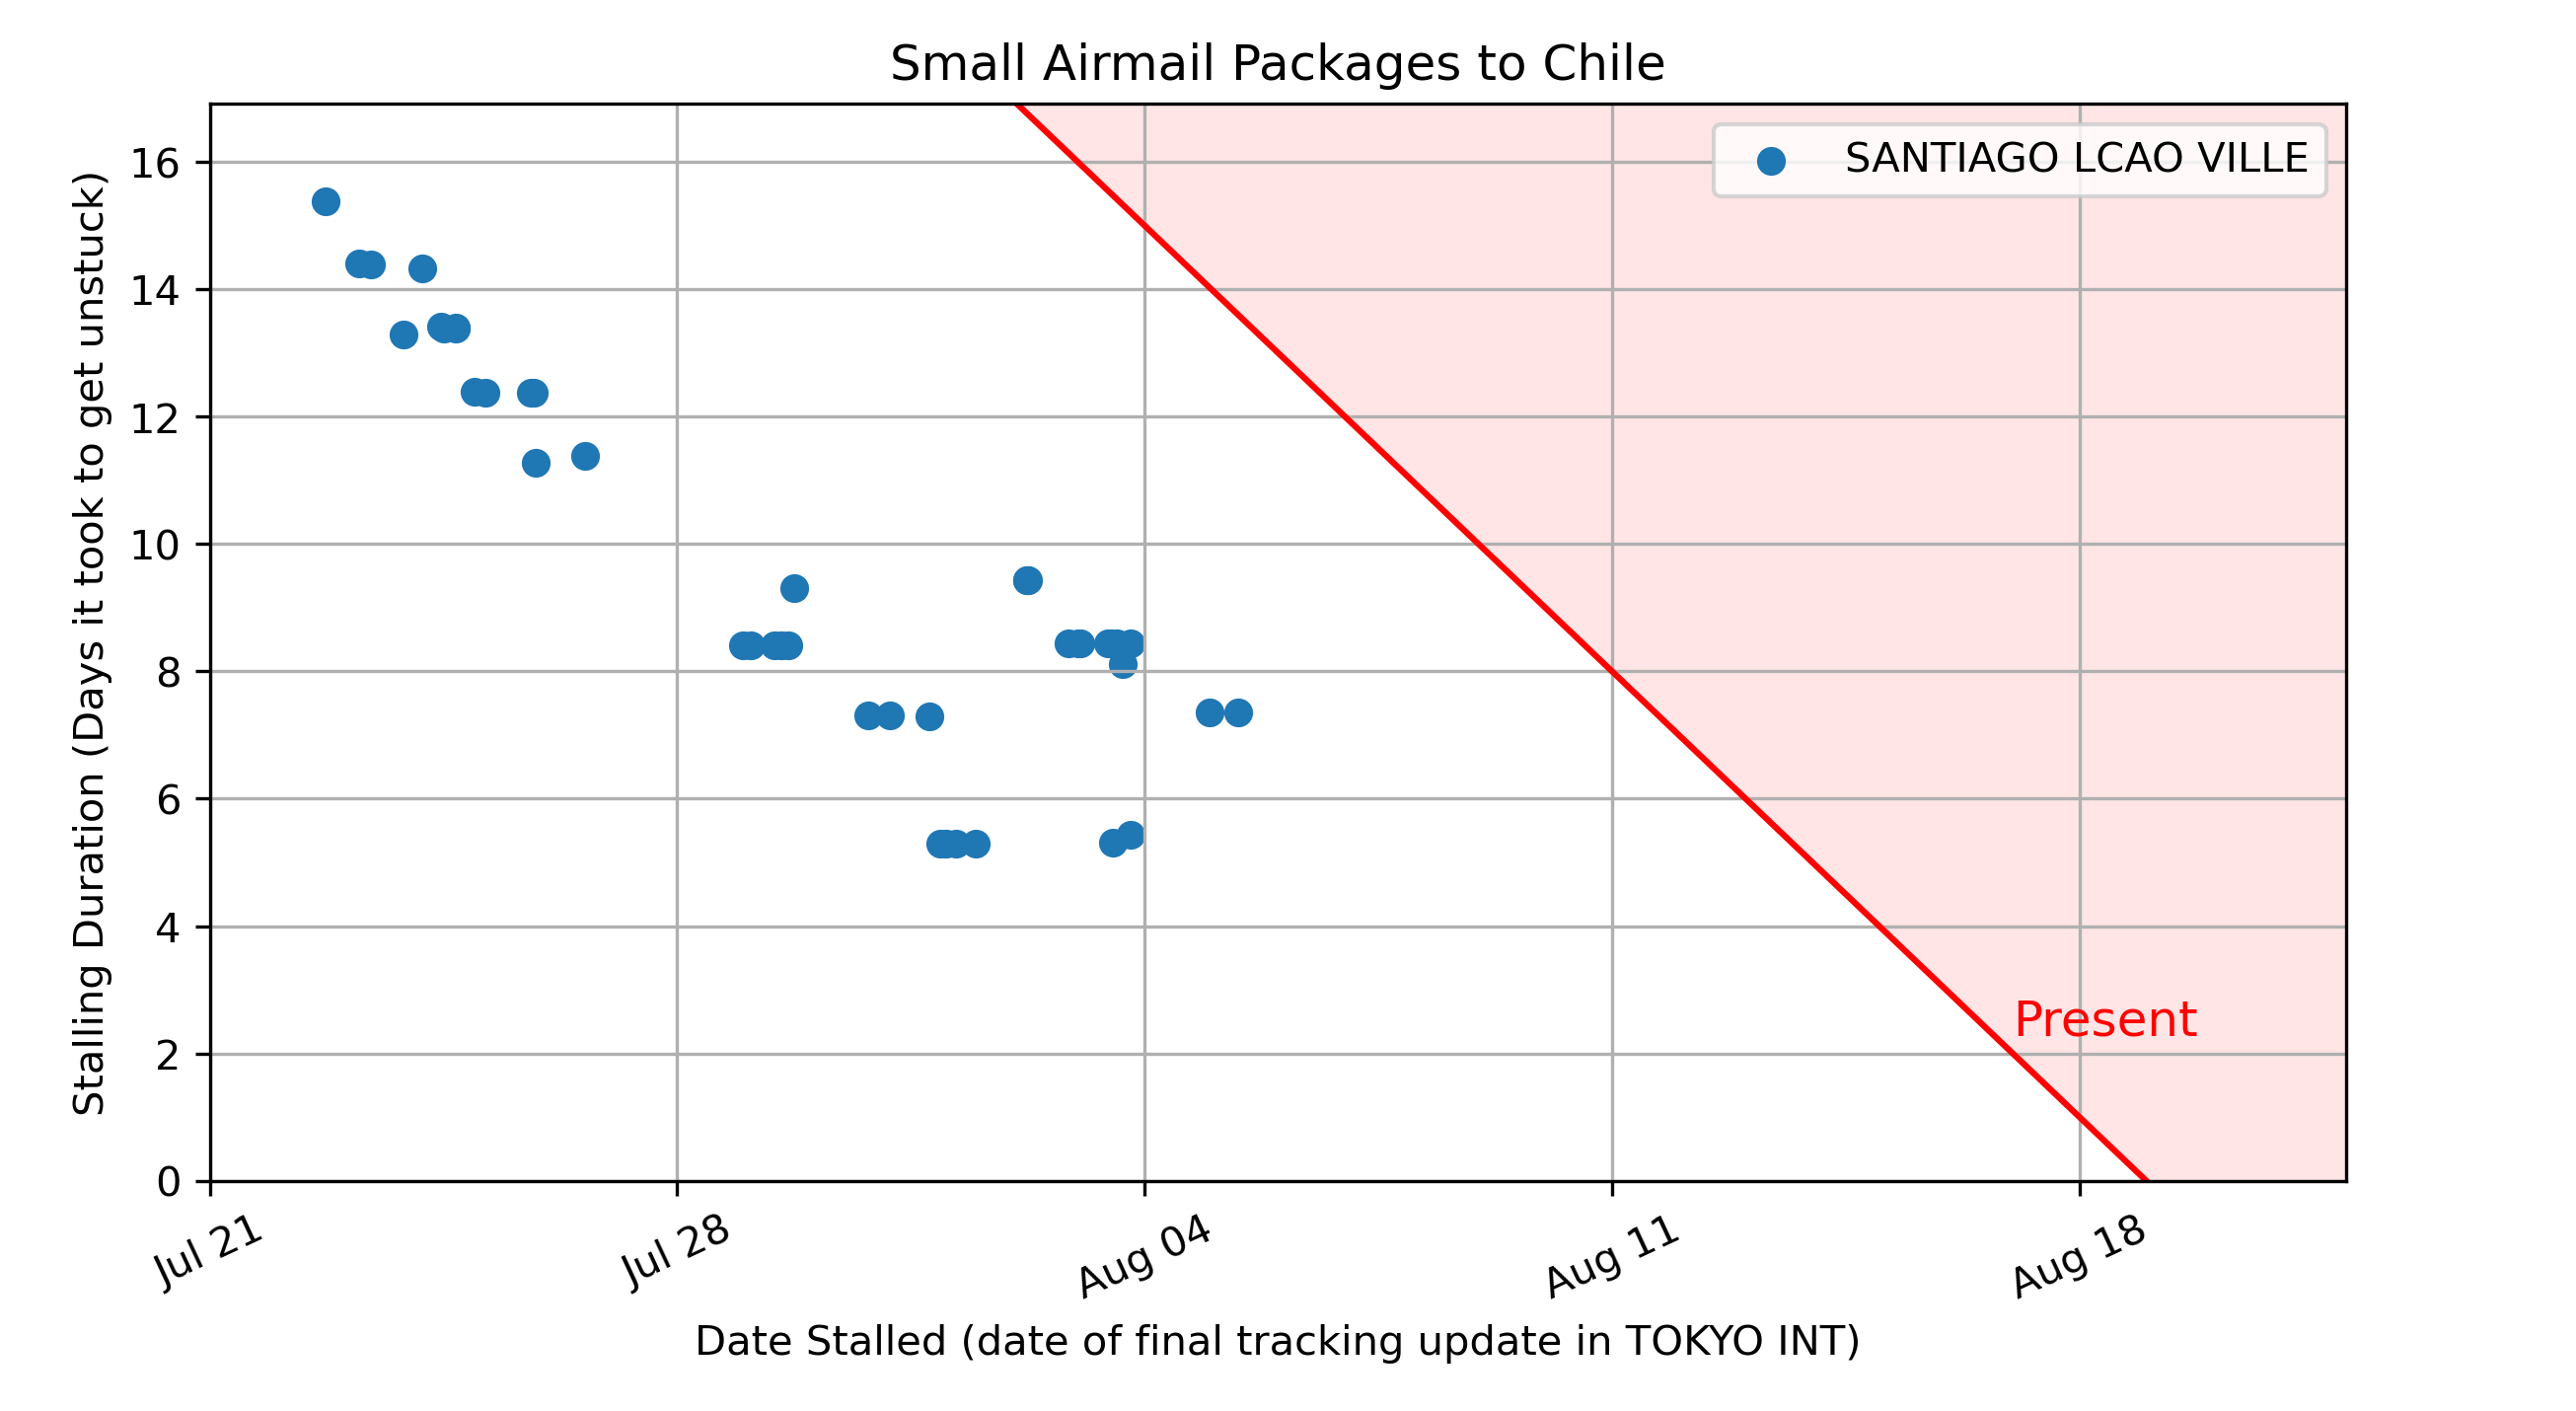 Small Airmail Packages to Chile
SANTIAGO LCAO VILLE
Stalling Duration (Days it took to get unstuck)
16
14
12
10
8
6
4
2
0
Present
Jul 21
Jul 28
Aug 04
Aug 11
Aug 18
Date Stalled (date of final tracking update in TOKYO INT)